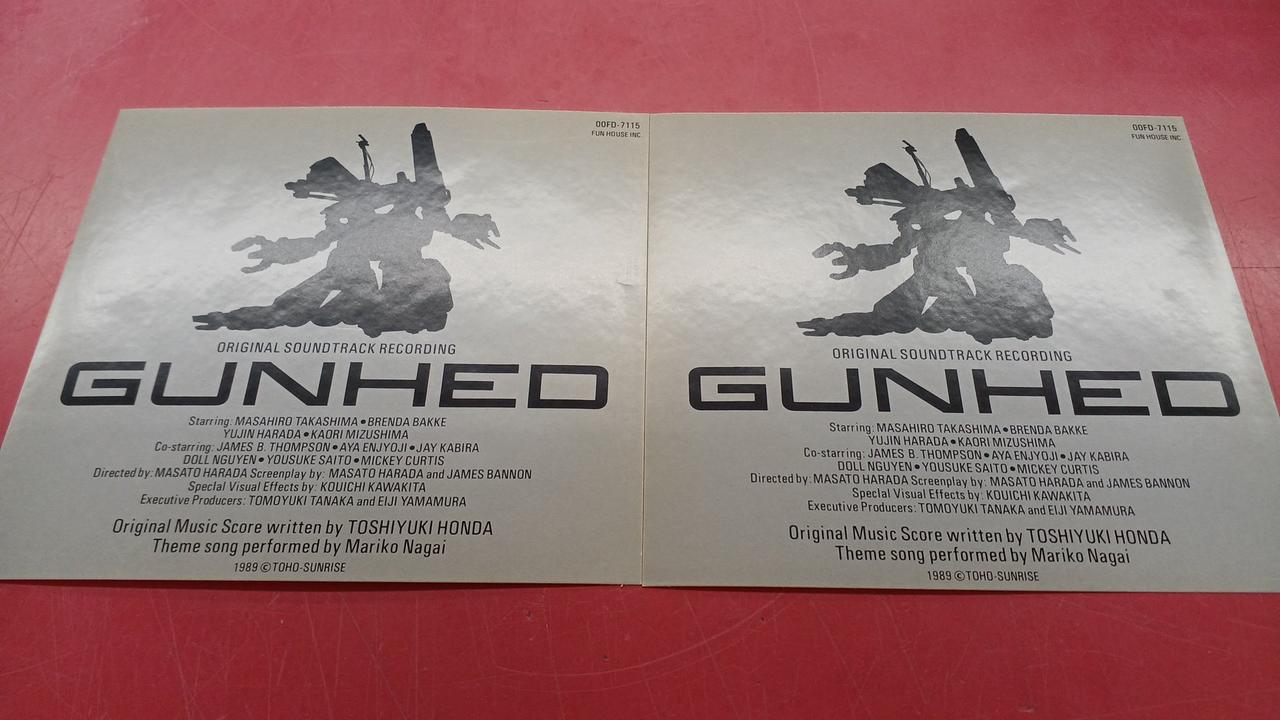 00FD-7115
FUN HOUSE INC
ORIGINAL SOUNDTRACK RECORDING
GUNHED
Starring: MASAHIRO TAKASHIMA • BRENDA BAKKE
YUJIN HARADA • KAORI MIZUSHIMA
Co-starring: JAMES B. THOMPSON • AYA ENJYOJI • JAY KABIRA
DOLL NGUYEN • YOUSUKE SAITO • MICKEY CURTIS
Directed by: MASATO HARADA Screenplay by: MASATO HARADA and JAMES BANNON
Special Visual Effects by: KOUICHI KAWAKITA
Executive Producers: TOMOYUKI TANAKA and EIJI YAMAMURA
Original Music Score written by TOSHIYUKI HONDA
Theme song performed by Mariko Nagai
1989 ©TOHO-SUNRISE
00FD-7115
FUN HOUSE INC
ORIGINAL SOUNDTRACK RECORDING
GUNHED
Starring: MASAHIRO TAKASHIMA • BRENDA BAKKE
YUJIN HARADA • KAORI MIZUSHIMA
Co-starring: JAMES B. THOMPSON • AYA ENJYOJI • JAY KABIRA
DOLL NGUYEN • YOUSUKE SAITO • MICKEY CURTIS
Directed by: MASATO HARADA Screenplay by: MASATO HARADA and JAMES BANNON
Special Visual Effects by: KOUICHI KAWAKITA
Executive Producers: TOMOYUKI TANAKA and EIJI YAMAMURA
Original Music Score written by TOSHIYUKI HONDA
Theme song performed by Mariko Nagai
1989 ©TOHO-SUNRISE